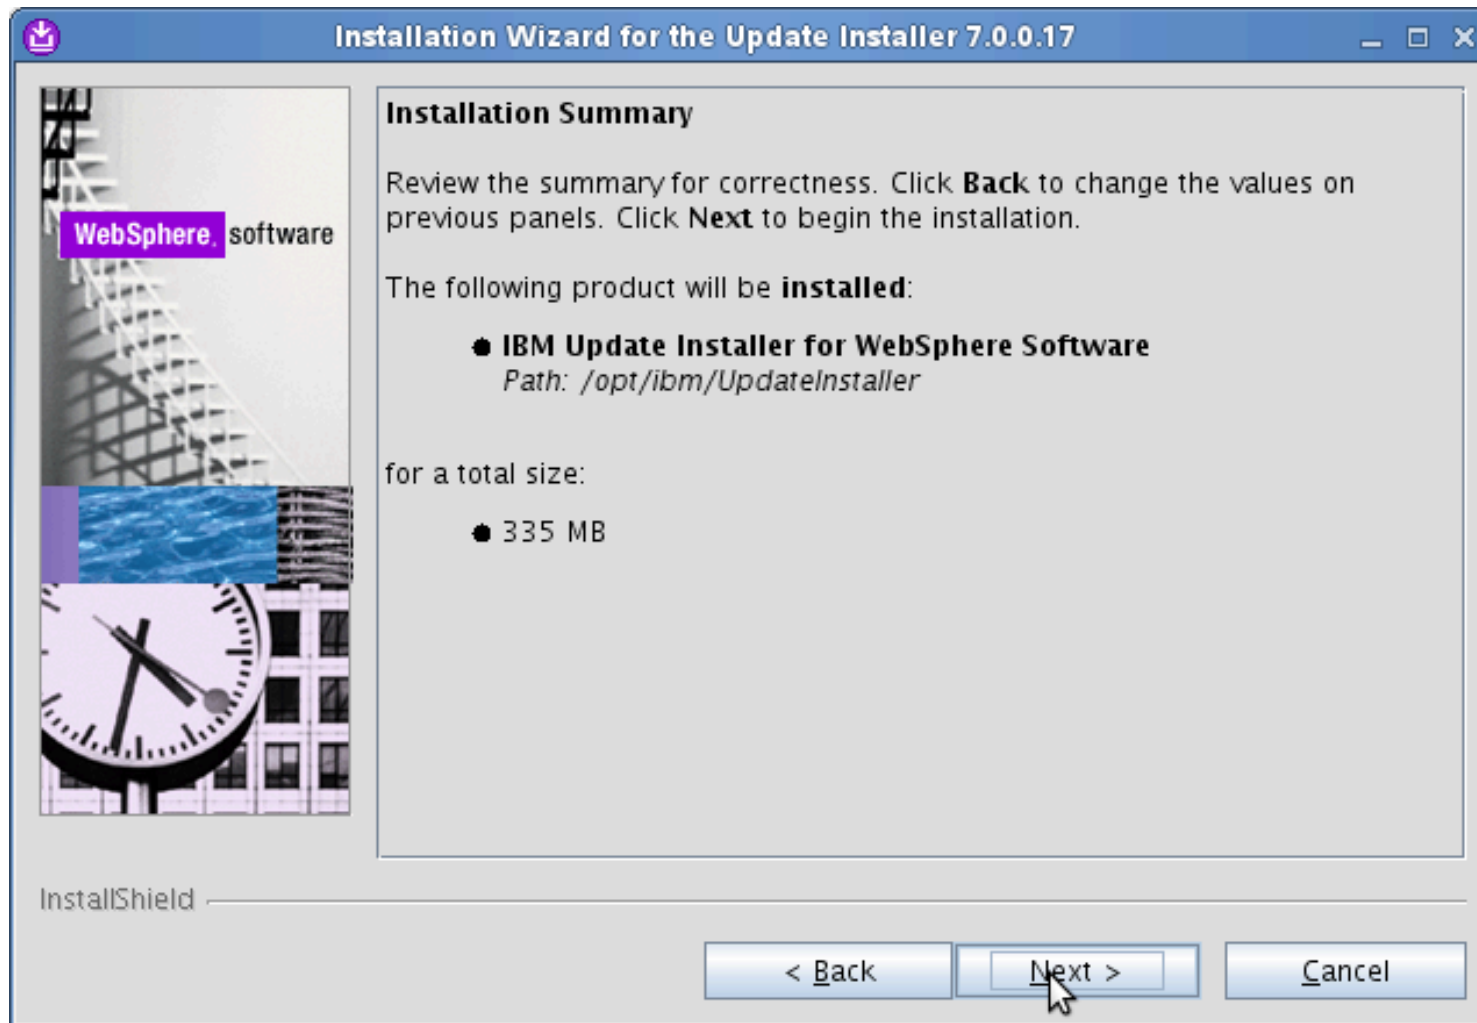 Installation Wizard for the Update Installer 7.0.0.17
WebSphere. software
Installation Summary
Review the summary for correctness. Click Back to change the values on
previous panels. Click Next to begin the installation.
The following product will be installed:
IBM Update Installer for WebSphere Software
Path: /opt/ibm/UpdateInstaller
for a total size:
335 MB
InstallShield
< Back
Next >
Cancel